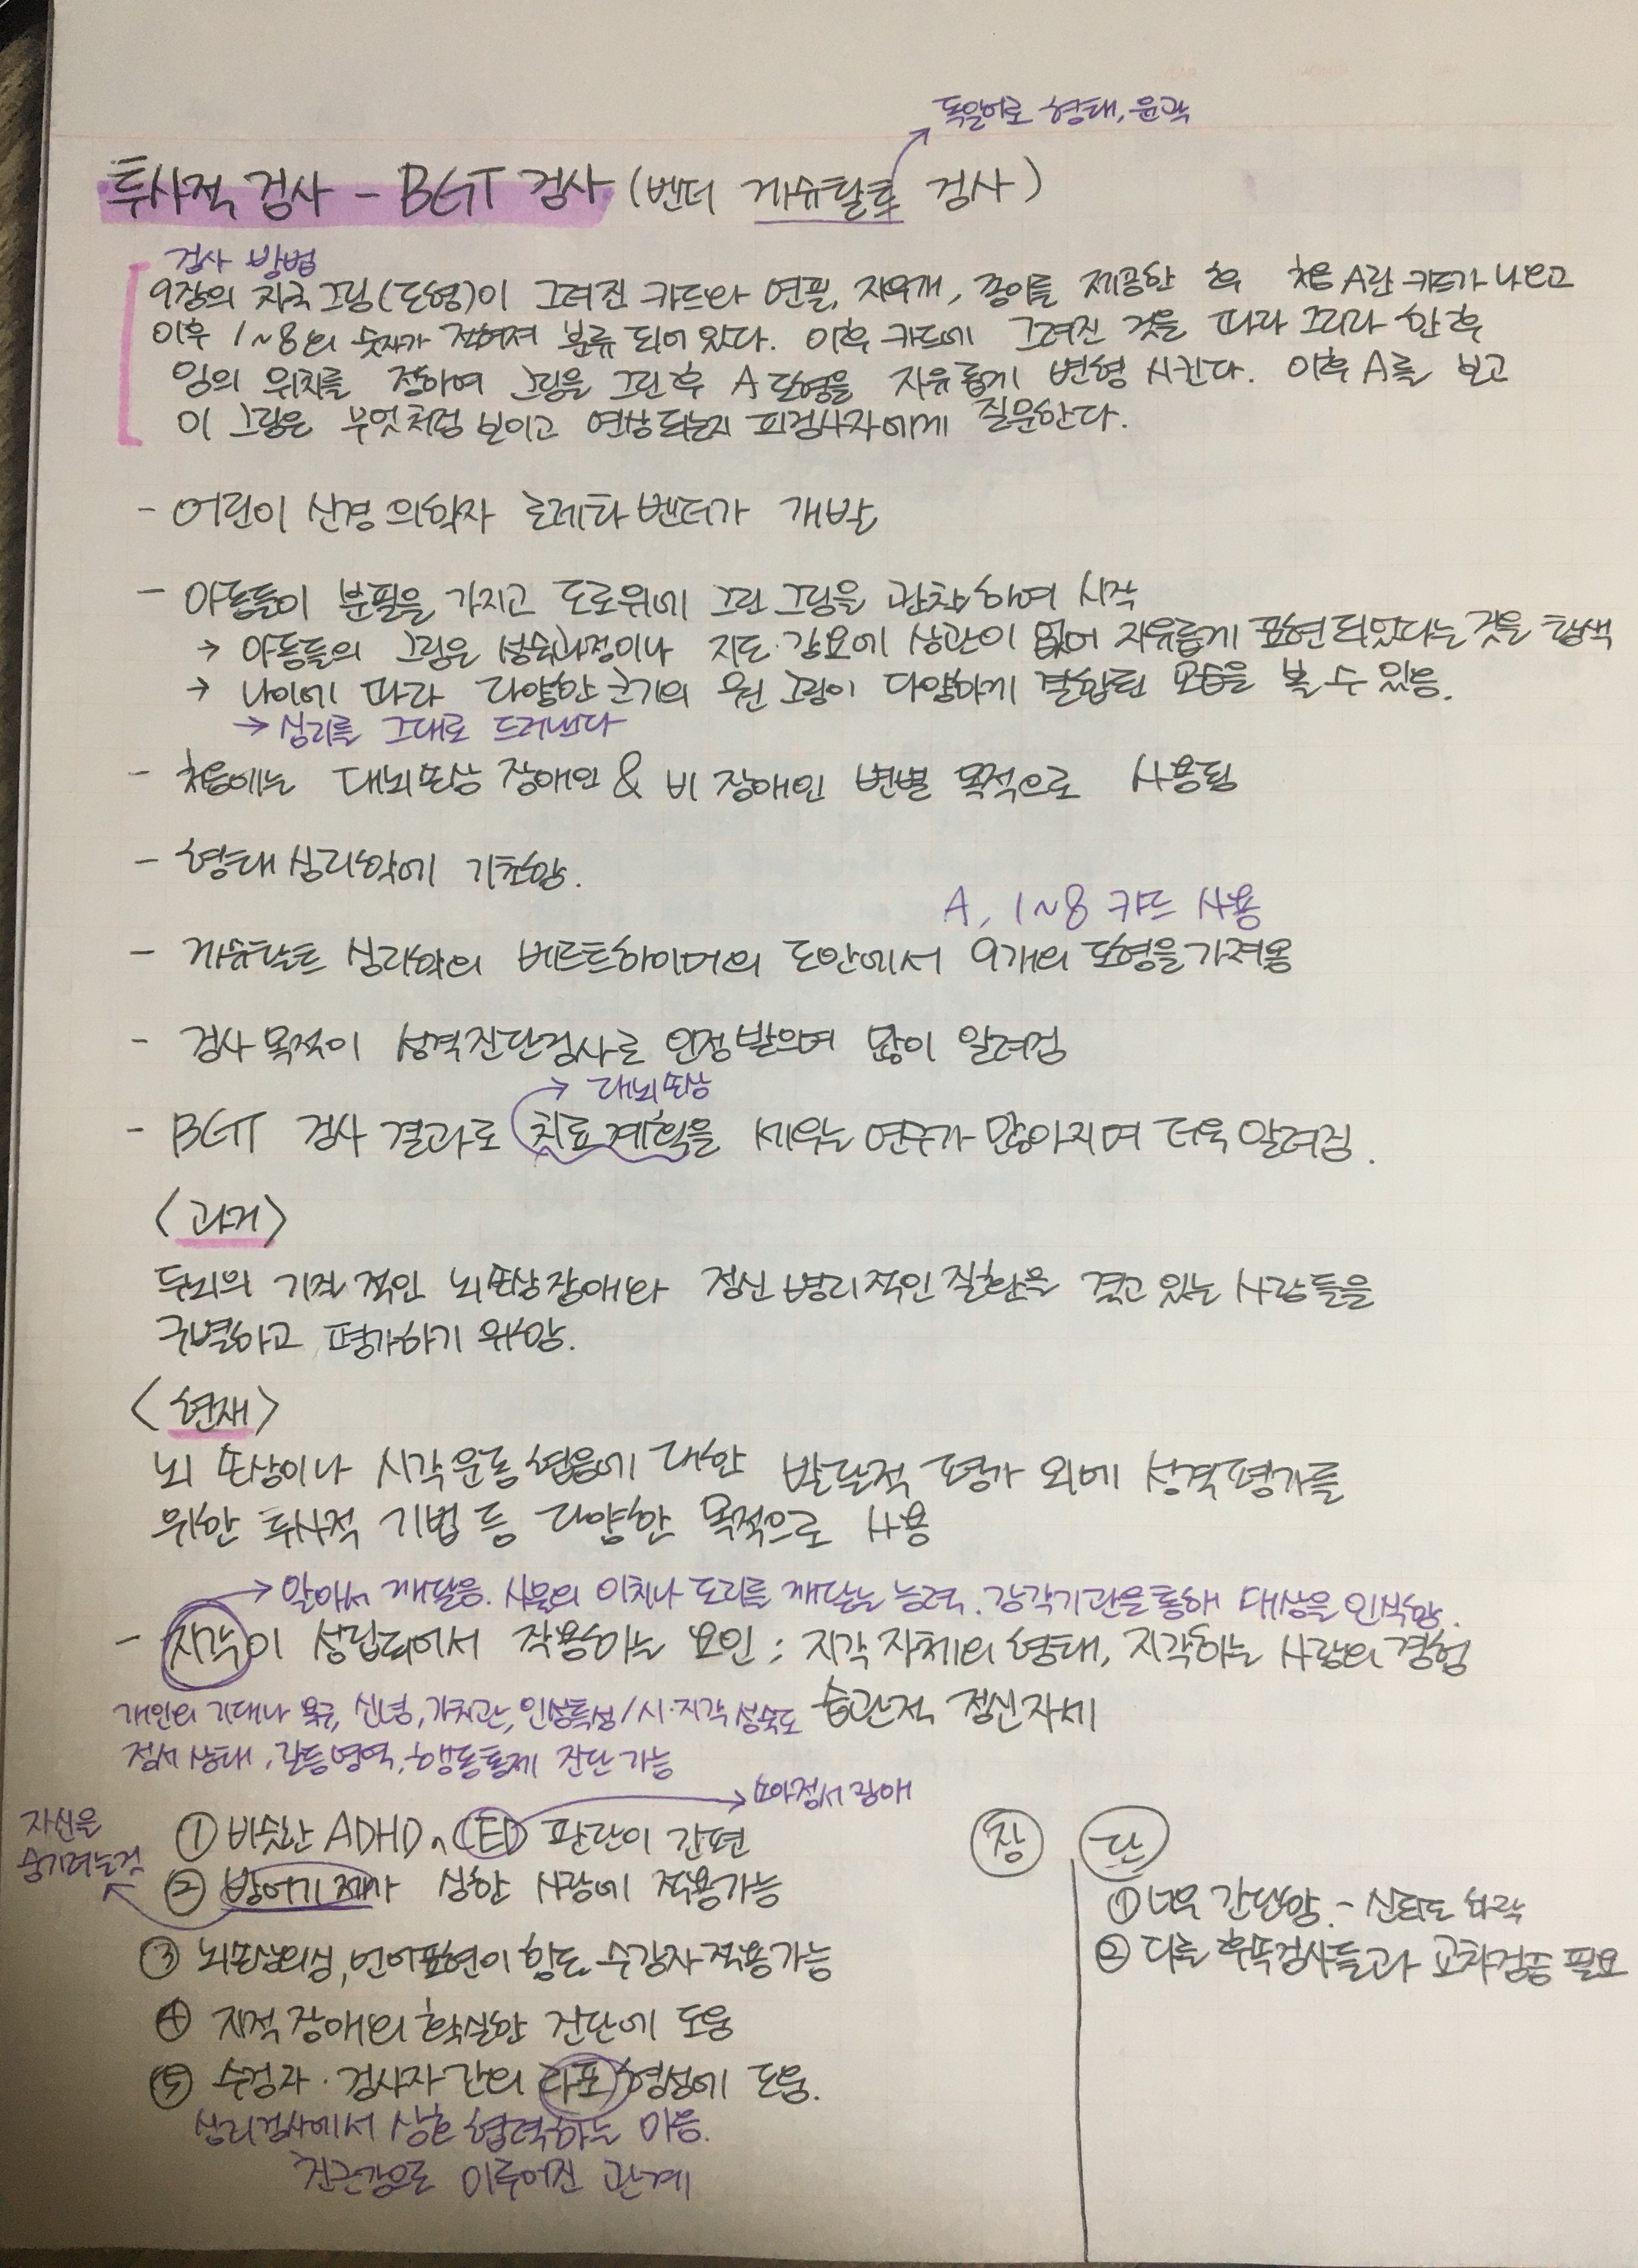 독일어로 형태, 윤곽
투사적 검사 - BGT 검사 (벤더 게슈탈트 검사)
검사 방법
9장의 자극 그림(도형)이 그려진 카드와 연필, 지우개, 종이를 제공한 후 처음 A란 카드가 나오고
이후 1~8의 숫자가 적혀져 분류 되어 있다. 이후 카드에 그려진 것을 따라 그리라 한 후
임의 위치를 정하여 그림을 그린 후 A 도형을 자유롭게 변형 시킨다. 이후 A를 보고
이 그림은 무엇처럼 보이고 연상되는지 피검사자에게 질문한다.
- 어린이 신경 의학자 로레타 벤더가 개발
- 아동들이 분필을 가지고 도로위에 그린 그림을 관찰하여 시작
→ 아동들의 그림은 성숙과정이나 지도·강요에 상관이 없어 자유롭게 표현되었다는 것을 탐색
→ 나이에 따라 다양한 크기의 원 그림이 다양하게 결합된 모습을 볼 수 있음.
→ 심리를 그대로 드러낸다
- 처음에는 대뇌손상 장애인 & 비 장애인 변별 목적으로 사용됨
- 형태 심리학에 기초함.
A, 1~8 카드 사용
- 게슈탈트 심리학의 베르트하이머의 도안에서 9개의 도형을 가져옴
- 검사 목적이 성격진단검사로 인정 받으며 많이 알려짐
→ 대뇌손상
- BGT 검사 결과로 치료계획을 세우는 연구가 많아지며 더욱 알려짐.
〈과거〉
두뇌의 기질적인 뇌손상장애와 정신 병리적인 질환을 겪고 있는 사람들을
구별하고 평가하기 위함.
〈현재〉
뇌 손상이나 시각운동 협응에 대한 발달적 평가 외에 성격평가를
위한 투사적 기법 등 다양한 목적으로 사용
→ 알아서 깨달음. 사물의 이치나 도리를 깨닫는 능력. 감각기관을 통해 대상을 인식함.
- 지각이 성립되어서 작용하는 요인 ; 지각 자체의 형태, 지각하는 사람의 경험
개인의 기대나 욕구, 신념, 가치관, 인성특성/시·지각 성숙도 습관적 정신자세
정서 상태, 갈등영역, 행동통제 진단 가능
→ 소아정서 장애
자신을
숨기려는것
① 비슷한 ADHD, ED 판단이 간편
② 방어기제가 심한 사람에 적용가능
③ 뇌손상의심, 언어표현이 힘든 수검자 적용가능
④ 지적장애의 확실한 진단에 도움
⑤ 수검자·검사자 간의 라포 형성에 도움.
심리검사에서 상호 협력하는 마음.
친근감으로 이루어진 관계
장 단
① 너무 간단함. - 신뢰도 하락
② 다른 후속검사들과 교차검증 필요